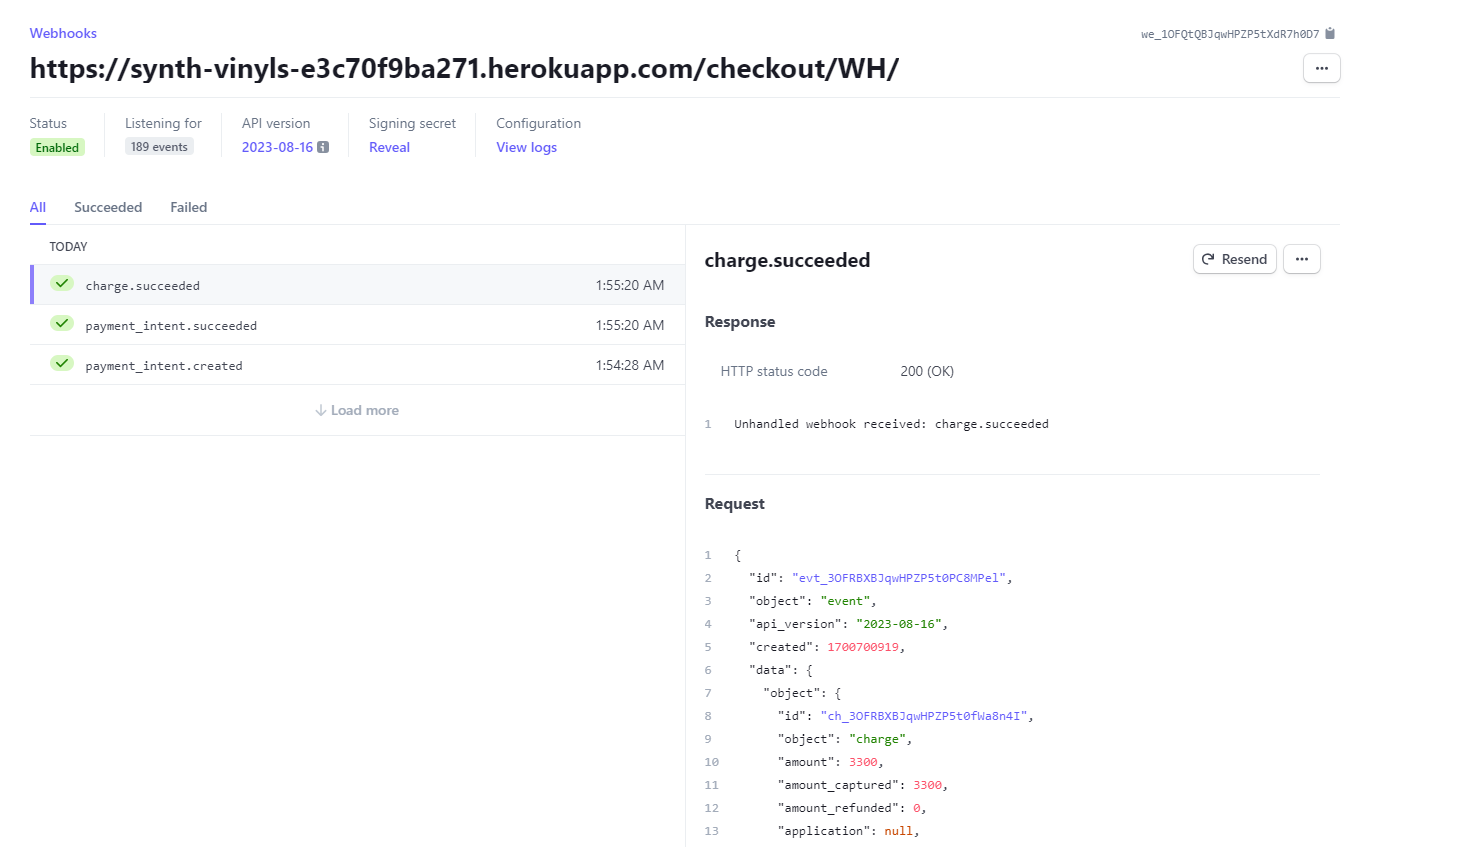 Webhooks
we_1OFQtQBJqwHPZP5tXdR7h0D7
https://synth-vinyls-e3c70f9ba271.herokuapp.com/checkout/WH/
Status
Listening for
API version
Signing secret
Configuration
Enabled
189 events
2023-08-16
Reveal
View logs
All Succeeded Failed
TODAY
charge.succeeded 1:55:20 AM
payment_intent.succeeded 1:55:20 AM
payment_intent.created 1:54:28 AM
Load more
charge.succeeded
Resend
Response
HTTP status code 200 (OK)
1 Unhandled webhook received: charge.succeeded
Request
1 {
2 "id": "evt_3OFRBXBJqwHPZP5t0PC8MPel",
3 "object": "event",
4 "api_version": "2023-08-16",
5 "created": 1700700919,
6 "data": {
7 "object": {
8 "id": "ch_3OFRBXBJqwHPZP5t0fWa8n4I",
9 "object": "charge",
10 "amount": 3300,
11 "amount_captured": 3300,
12 "amount_refunded": 0,
13 "application": null,